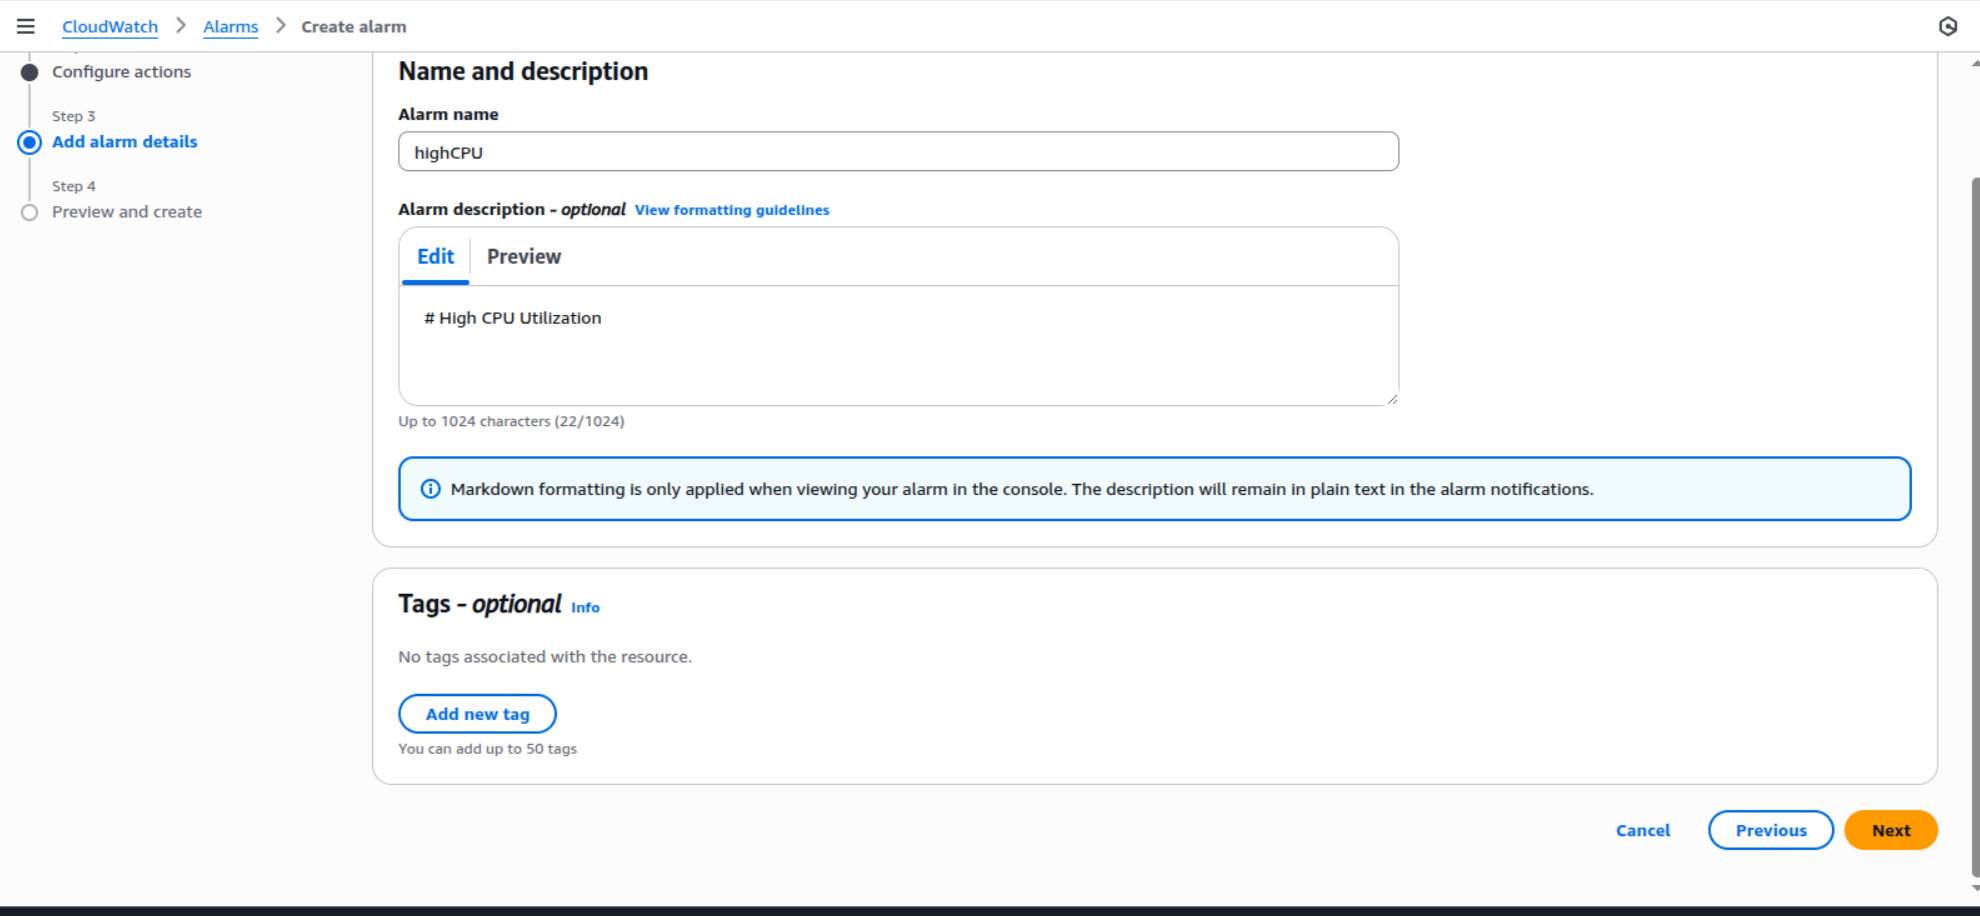 CloudWatch > Alarms > Create alarm
Configure actions
Step 3
Add alarm details
Step 4
Preview and create
Name and description
Alarm name
highCPU
Alarm description - optional View formatting guidelines
Edit Preview
# High CPU Utilization
Up to 1024 characters (22/1024)
Markdown formatting is only applied when viewing your alarm in the console. The description will remain in plain text in the alarm notifications.
Tags - optional Info
No tags associated with the resource.
Add new tag
You can add up to 50 tags
Cancel Previous Next